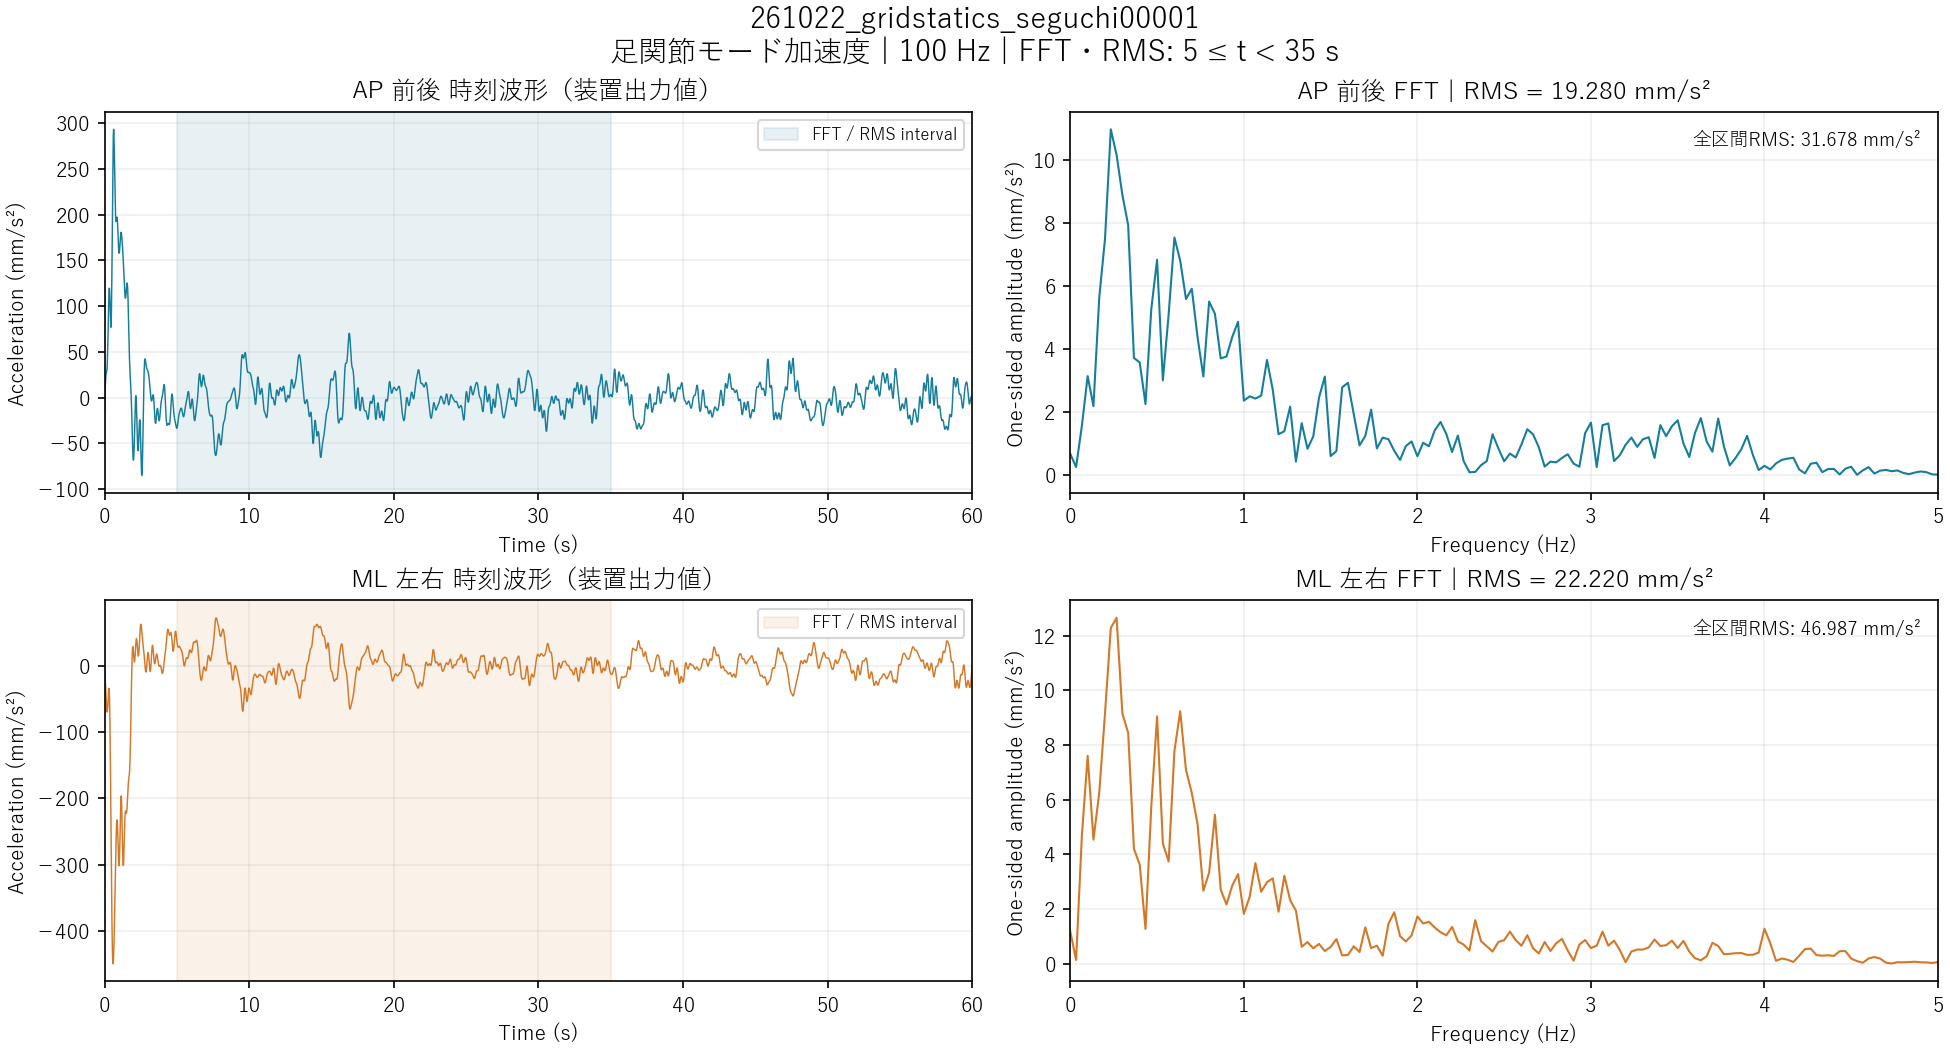 261022_gridstatics_seguchi00001
足関節モード加速度 | 100 Hz | FFT・RMS: 5 ≤ t < 35 s
AP 前後 時刻波形（装置出力値）
FFT / RMS interval
Acceleration (mm/s²)
300
250
200
150
100
50
0
−50
−100
0 10 20 30 40 50 60
Time (s)
AP 前後 FFT | RMS = 19.280 mm/s²
全区間RMS: 31.678 mm/s²
One-sided amplitude (mm/s²)
10
8
6
4
2
0
0 1 2 3 4 5
Frequency (Hz)
ML 左右 時刻波形（装置出力値）
FFT / RMS interval
Acceleration (mm/s²)
0
−100
−200
−300
−400
0 10 20 30 40 50 60
Time (s)
ML 左右 FFT | RMS = 22.220 mm/s²
全区間RMS: 46.987 mm/s²
One-sided amplitude (mm/s²)
12
10
8
6
4
2
0
0 1 2 3 4 5
Frequency (Hz)